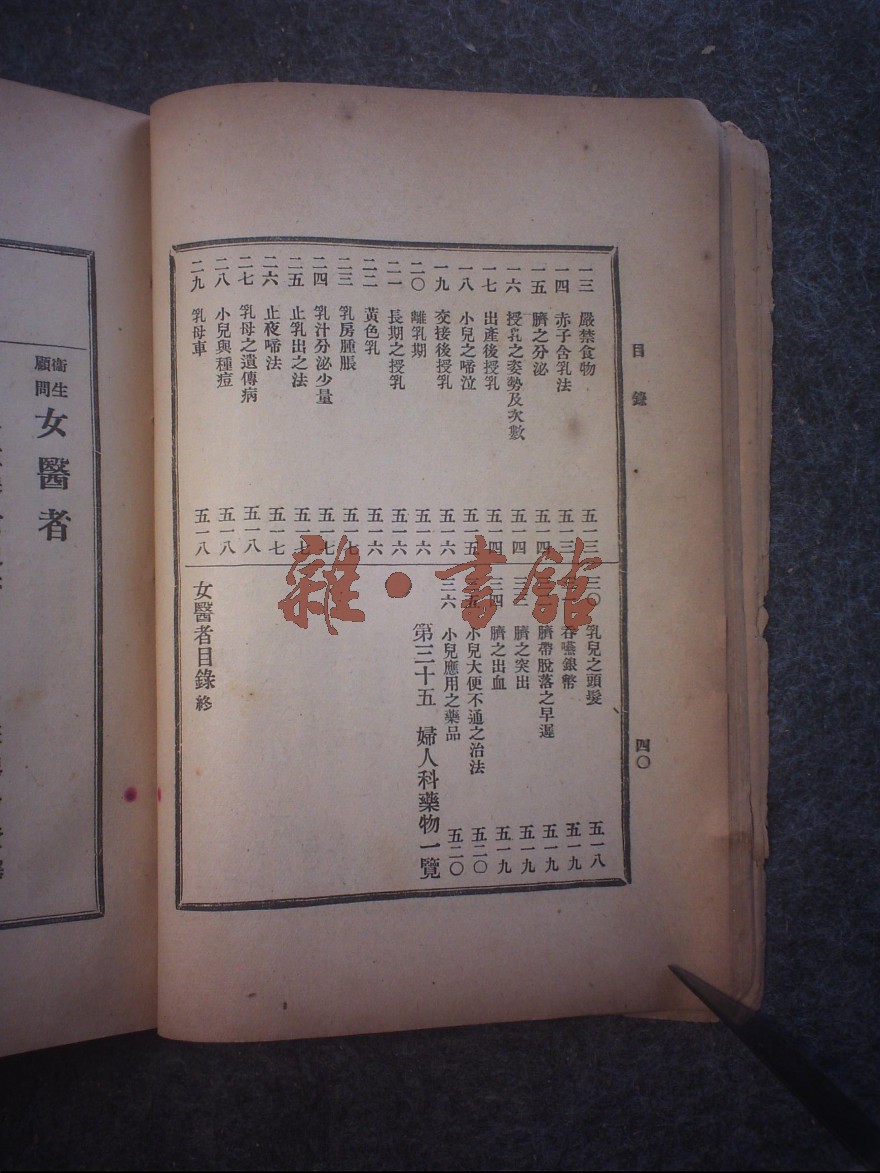 目錄
四〇
一三 嚴禁食物 五一三
一四 赤子含乳法 五一三
一五 臍之分泌 五一四
一六 授乳之姿勢及次數 五一四
一七 出產後授乳 五一四
一八 小兒之啼泣 五一五
一九 交接後授乳 五一六
二〇 離乳期 五一六
二一 長期之授乳 五一六
二二 黃色乳 五一六
二三 乳房腫脹 五一七
二四 乳汁分泌少量 五一七
二五 止乳出之法 五一七
二六 止夜啼法 五一七
二七 乳母之遺傳病 五一八
二八 小兒與種痘 五一八
二九 乳母車 五一八
三〇 乳兒之頭髮 五一八
吞嚥銀幣 五一九
臍帶脫落之早遲 五一九
三三 臍之突出 五一九
三四 臍之出血 五一九
三五 小兒大便不通之治法 五二〇
三六 小兒應用之藥品 五二〇
第三十五 婦人科藥物一覽
女醫者目錄 終
衛生顧問 女醫者
雜·書館